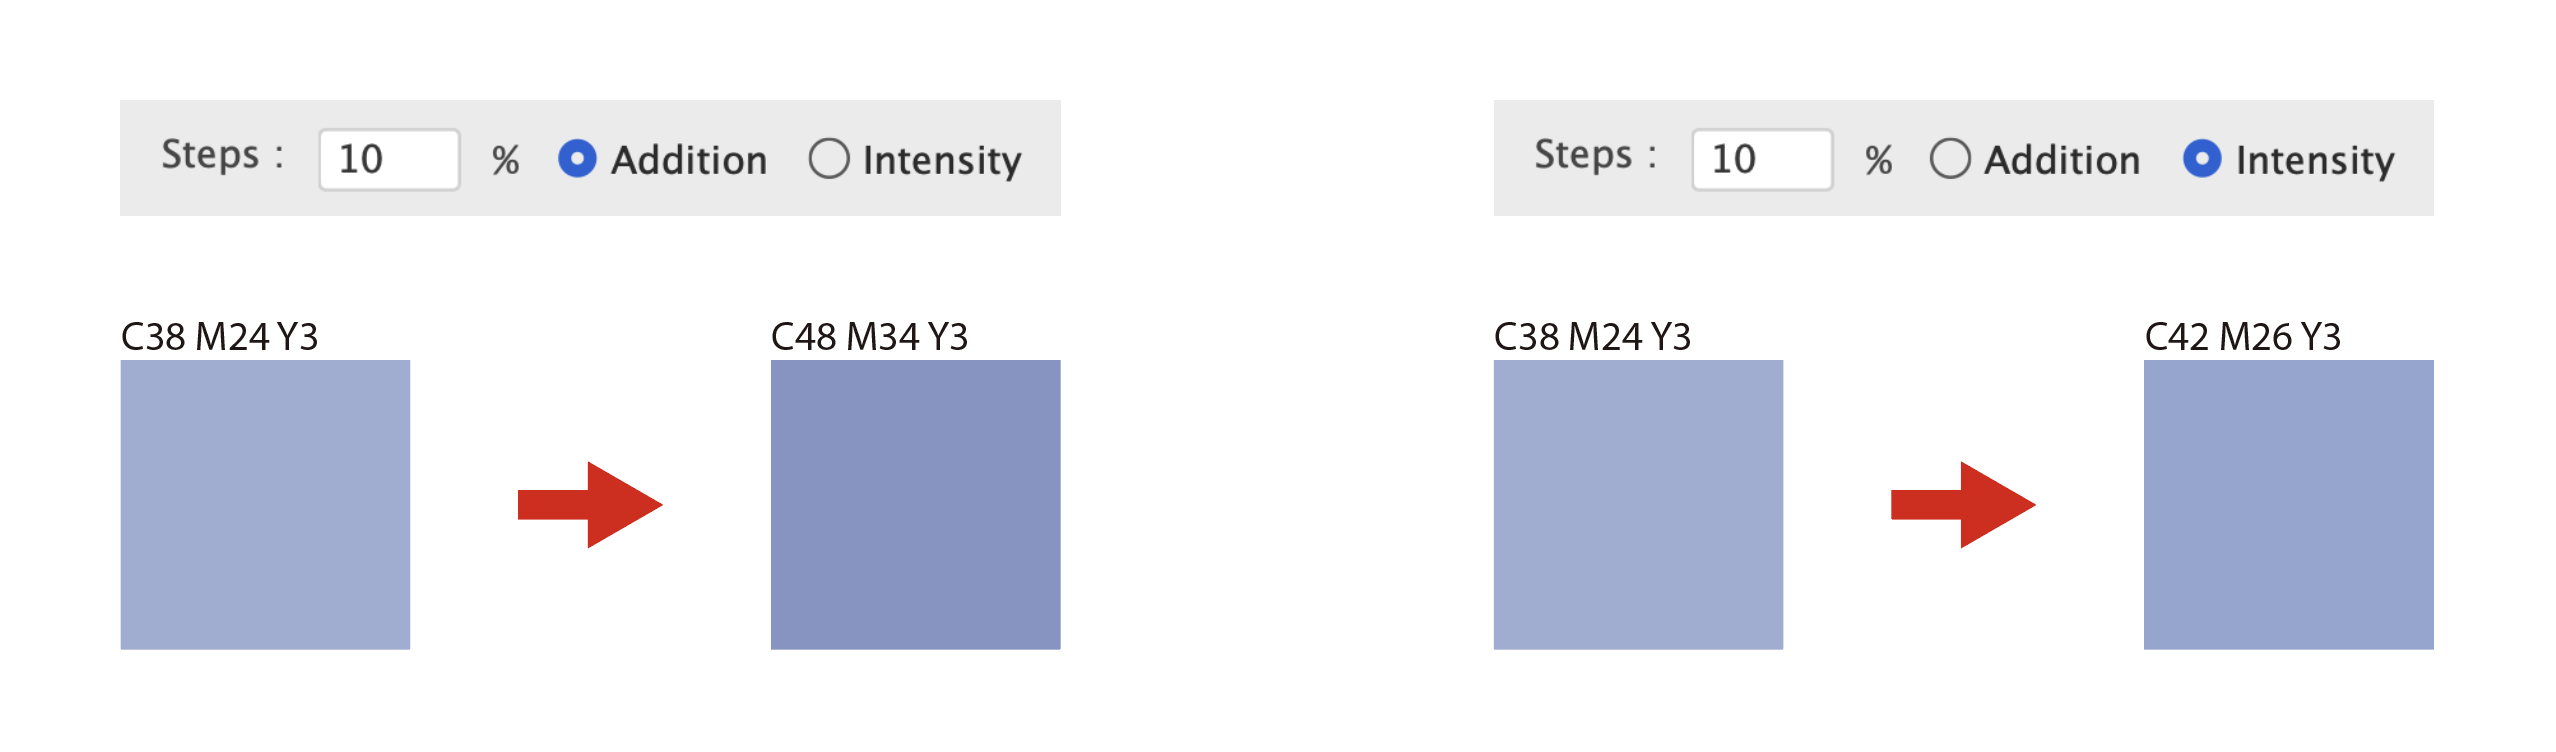 Steps : 10 % Addition Intensity
C38 M24 Y3 C48 M34 Y3
Steps : 10 % Addition Intensity
C38 M24 Y3 C42 M26 Y3